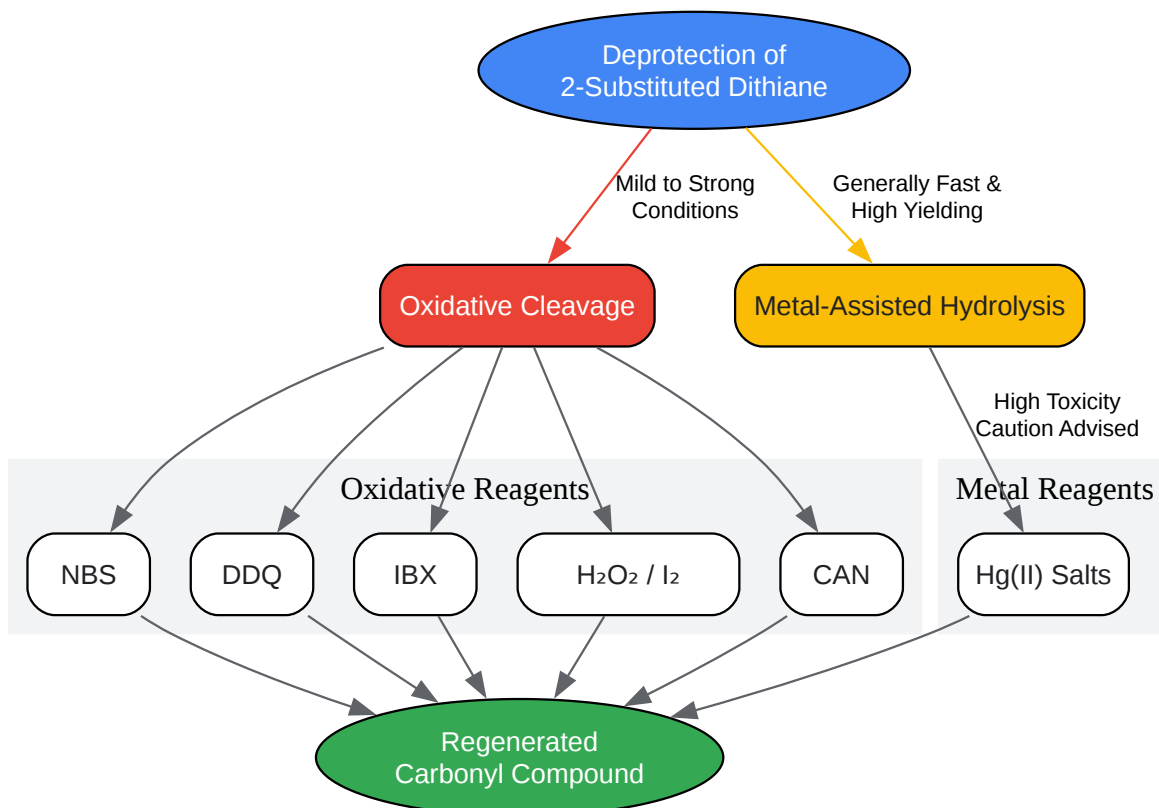 Deprotection of
2-Substituted Dithiane
Mild to Strong
Conditions
Generally Fast &
High Yielding
Oxidative Cleavage
Metal-Assisted Hydrolysis
High Toxicity
Caution Advised
Oxidative Reagents
Metal Reagents
NBS
DDQ
IBX
H₂O₂ / I₂
CAN
Hg(II) Salts
Regenerated
Carbonyl Compound